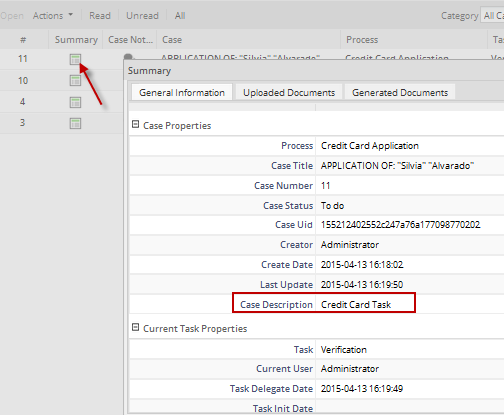 Open Actions Read Unread All Category All Ca
# Summary Case Not... Case Process Ta
11 APPLICATION OF: "Silvia" "Alvarado" Credit Card Application
Summary
10
General Information Uploaded Documents Generated Documents
4
3
Case Properties
Process Credit Card Application
Case Title APPLICATION OF: "Silvia" "Alvarado"
Case Number 11
Case Status To do
Case Uid 155212402552c247a76a177098770202
Creator Administrator
Create Date 2015-04-13 16:18:02
Last Update 2015-04-13 16:19:50
Case Description Credit Card Task
Current Task Properties
Task Verification
Current User Administrator
Task Delegate Date 2015-04-13 16:19:49
Task Init Date